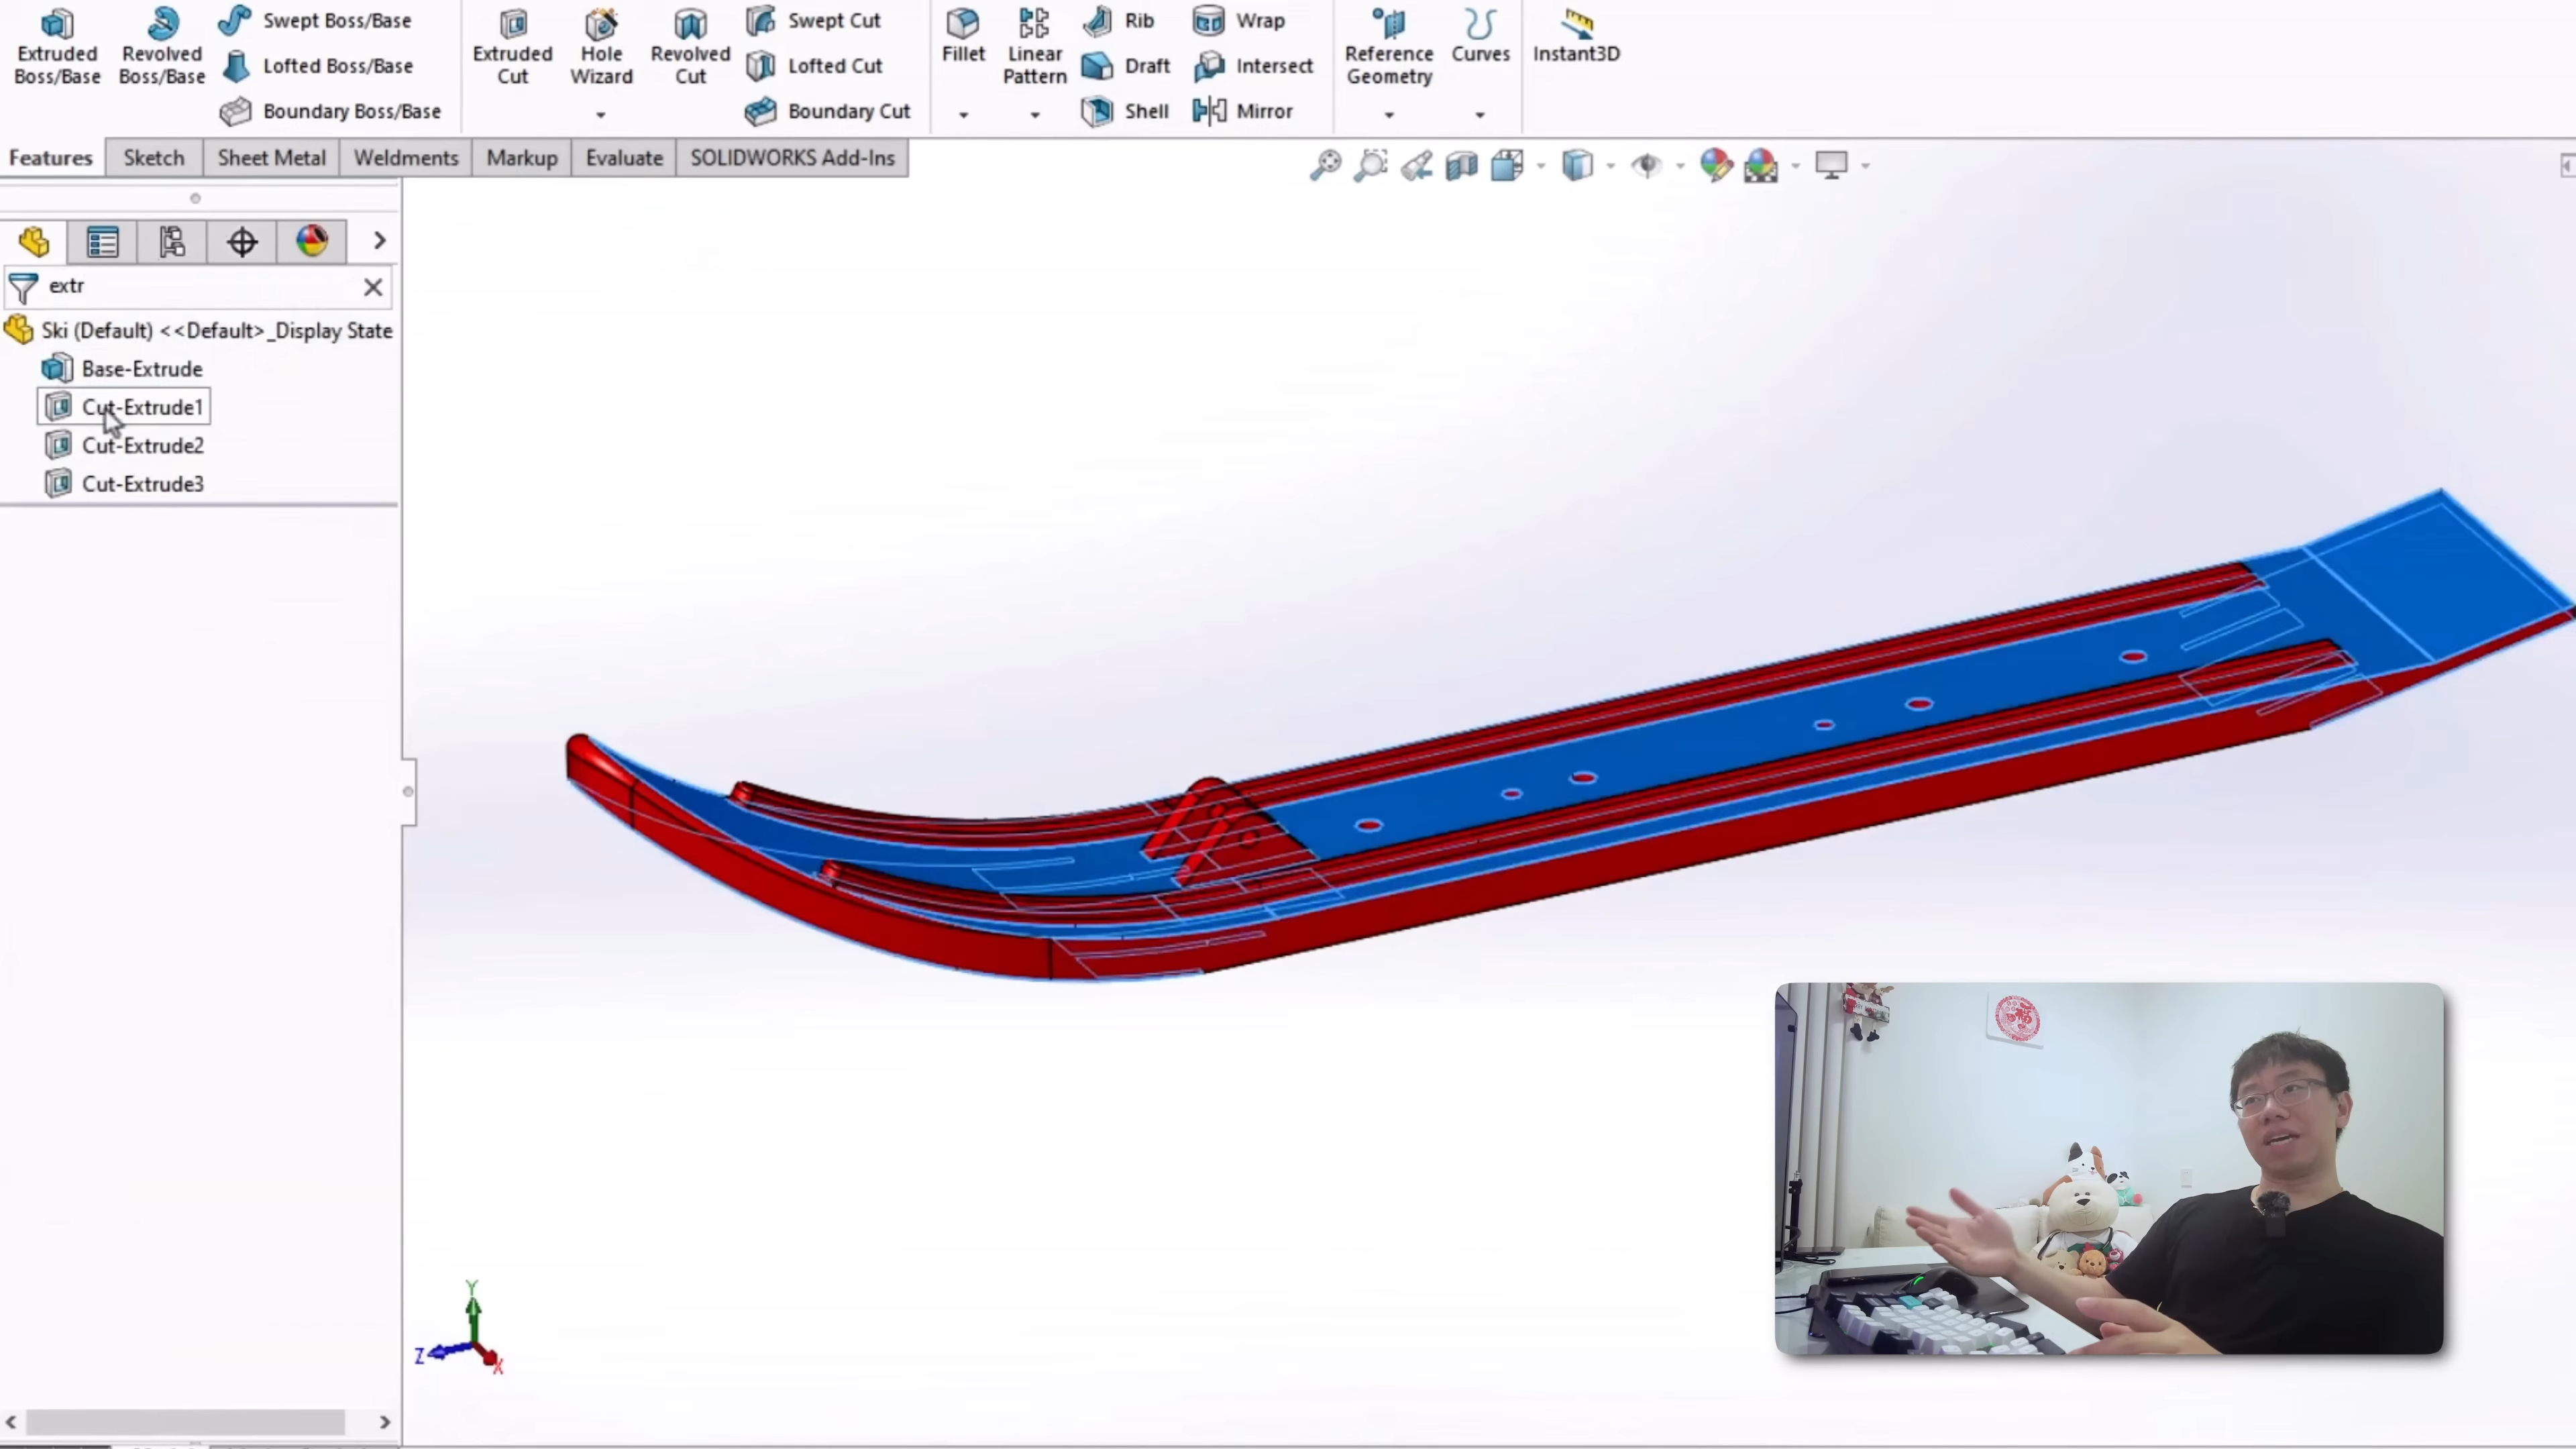 Extruded Boss/Base
Revolved Boss/Base
Swept Boss/Base
Lofted Boss/Base
Boundary Boss/Base
Extruded Cut
Hole Wizard
Revolved Cut
Swept Cut
Lofted Cut
Boundary Cut
Fillet
Linear Pattern
Rib
Draft
Shell
Wrap
Intersect
Mirror
Reference Geometry
Curves
Instant3D
Features
Sketch
Sheet Metal
Weldments
Markup
Evaluate
SOLIDWORKS Add-Ins
extr
Ski (Default) <<Default>_Display State
Base-Extrude
Cut-Extrude1
Cut-Extrude2
Cut-Extrude3
Y
Z
X
福